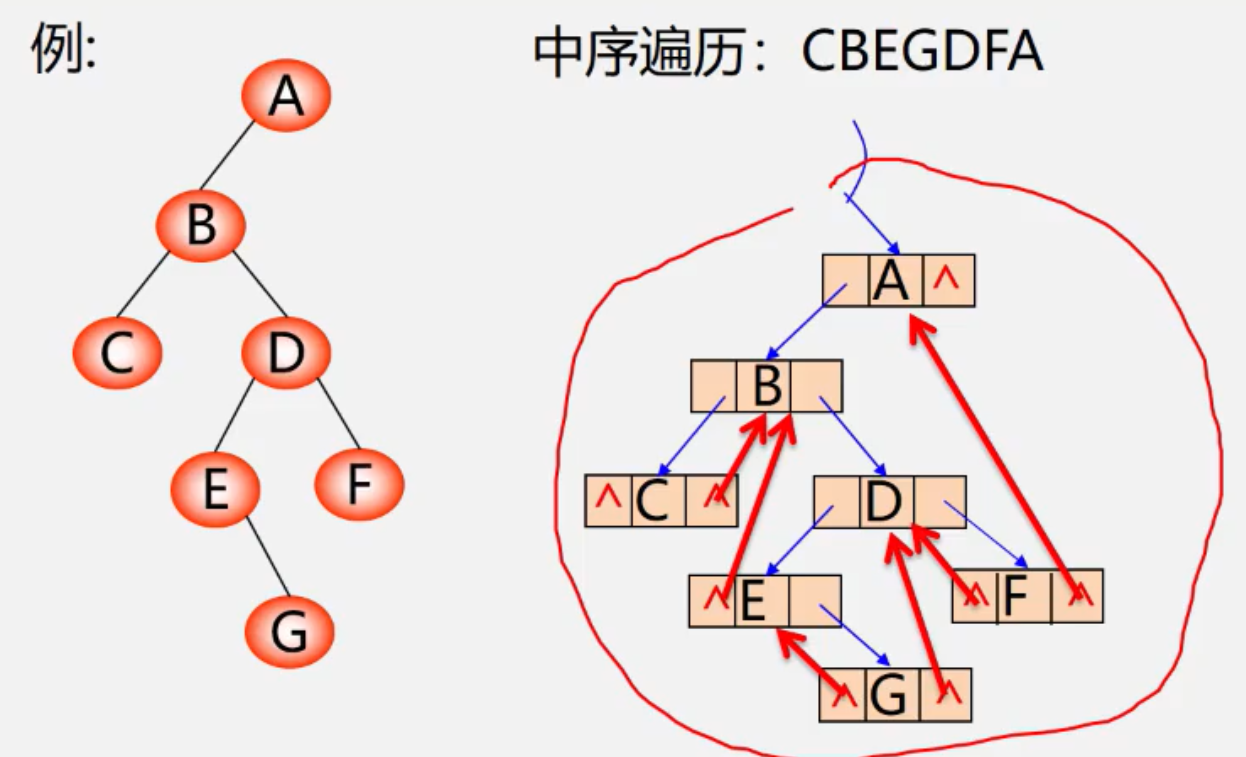 例:
中序遍历：CBEGDFA
A
B
C
D
E
F
G
A ^
B
^ C ^
D
^ E
^ F ^
^ G ^